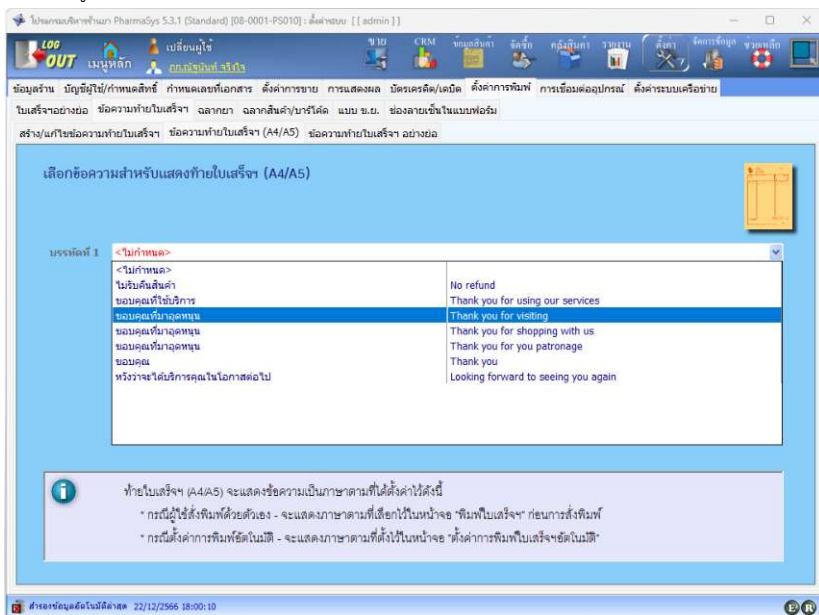 โปรแกรมบริหารร้านยา PharmaSys 5.3.1 (Standard) [08-0001-PS010] : ตั้งค่าระบบ [ [ admin ] ]
LOG OUT เมนูหลัก เปลี่ยนผู้ใช้ ขาย CRM ข้อมูลสินค้า จัดซื้อ คลังสินค้า รายงาน ตั้งค่า จัดการข้อมูล ช่วยเหลือ
ข้อมูลร้าน บัญชีผู้ใช้/กำหนดสิทธิ์ กำหนดเลขที่เอกสาร ตั้งค่าการขาย การแสดงผล บัตรเครดิต/เดบิต ตั้งค่าการพิมพ์ การเชื่อมต่ออุปกรณ์ ตั้งค่าระบบเครือข่าย
ใบเสร็จฯอย่างย่อ ข้อความท้ายใบเสร็จฯ ฉลากยา ฉลากสินค้า/บาร์โค้ด แบบ ข.ย. ช่องลายเซ็นในแบบฟอร์ม
สร้าง/แก้ไขข้อความท้ายใบเสร็จฯ ข้อความท้ายใบเสร็จฯ (A4/A5) ข้อความท้ายใบเสร็จฯ อย่างย่อ
เลือกข้อความสำหรับแสดงท้ายใบเสร็จฯ (A4/A5)
บรรทัดที่ 1 <ไม่กำหนด>
<ไม่กำหนด>
ไม่รับคืนสินค้า No refund
ขอบคุณที่ใช้บริการ Thank you for using our services
ขอบคุณที่มาอุดหนุน Thank you for visiting
ขอบคุณที่มาอุดหนุน Thank you for shopping with us
ขอบคุณที่มาอุดหนุน Thank you for you patronage
ขอบคุณ Thank you
หวังว่าจะได้บริการคุณในโอกาสต่อไป Looking forward to seeing you again
ท้ายใบเสร็จฯ (A4/A5) จะแสดงข้อความเป็นภาษาตามที่ได้ตั้งค่าไว้ดังนี้
* กรณีผู้ใช้สั่งพิมพ์ด้วยตัวเอง - จะแสดงภาษาตามที่เลือกไว้ในหน้าจอ "พิมพ์ใบเสร็จฯ" ก่อนการสั่งพิมพ์
* กรณีตั้งค่าการพิมพ์อัตโนมัติ - จะแสดงภาษาตามที่ตั้งไว้ในหน้าจอ "ตั้งค่าการพิมพ์ใบเสร็จฯอัตโนมัติ"
สำรองข้อมูลอัตโนมัติล่าสุด 22/12/2566 18:00:10
E R